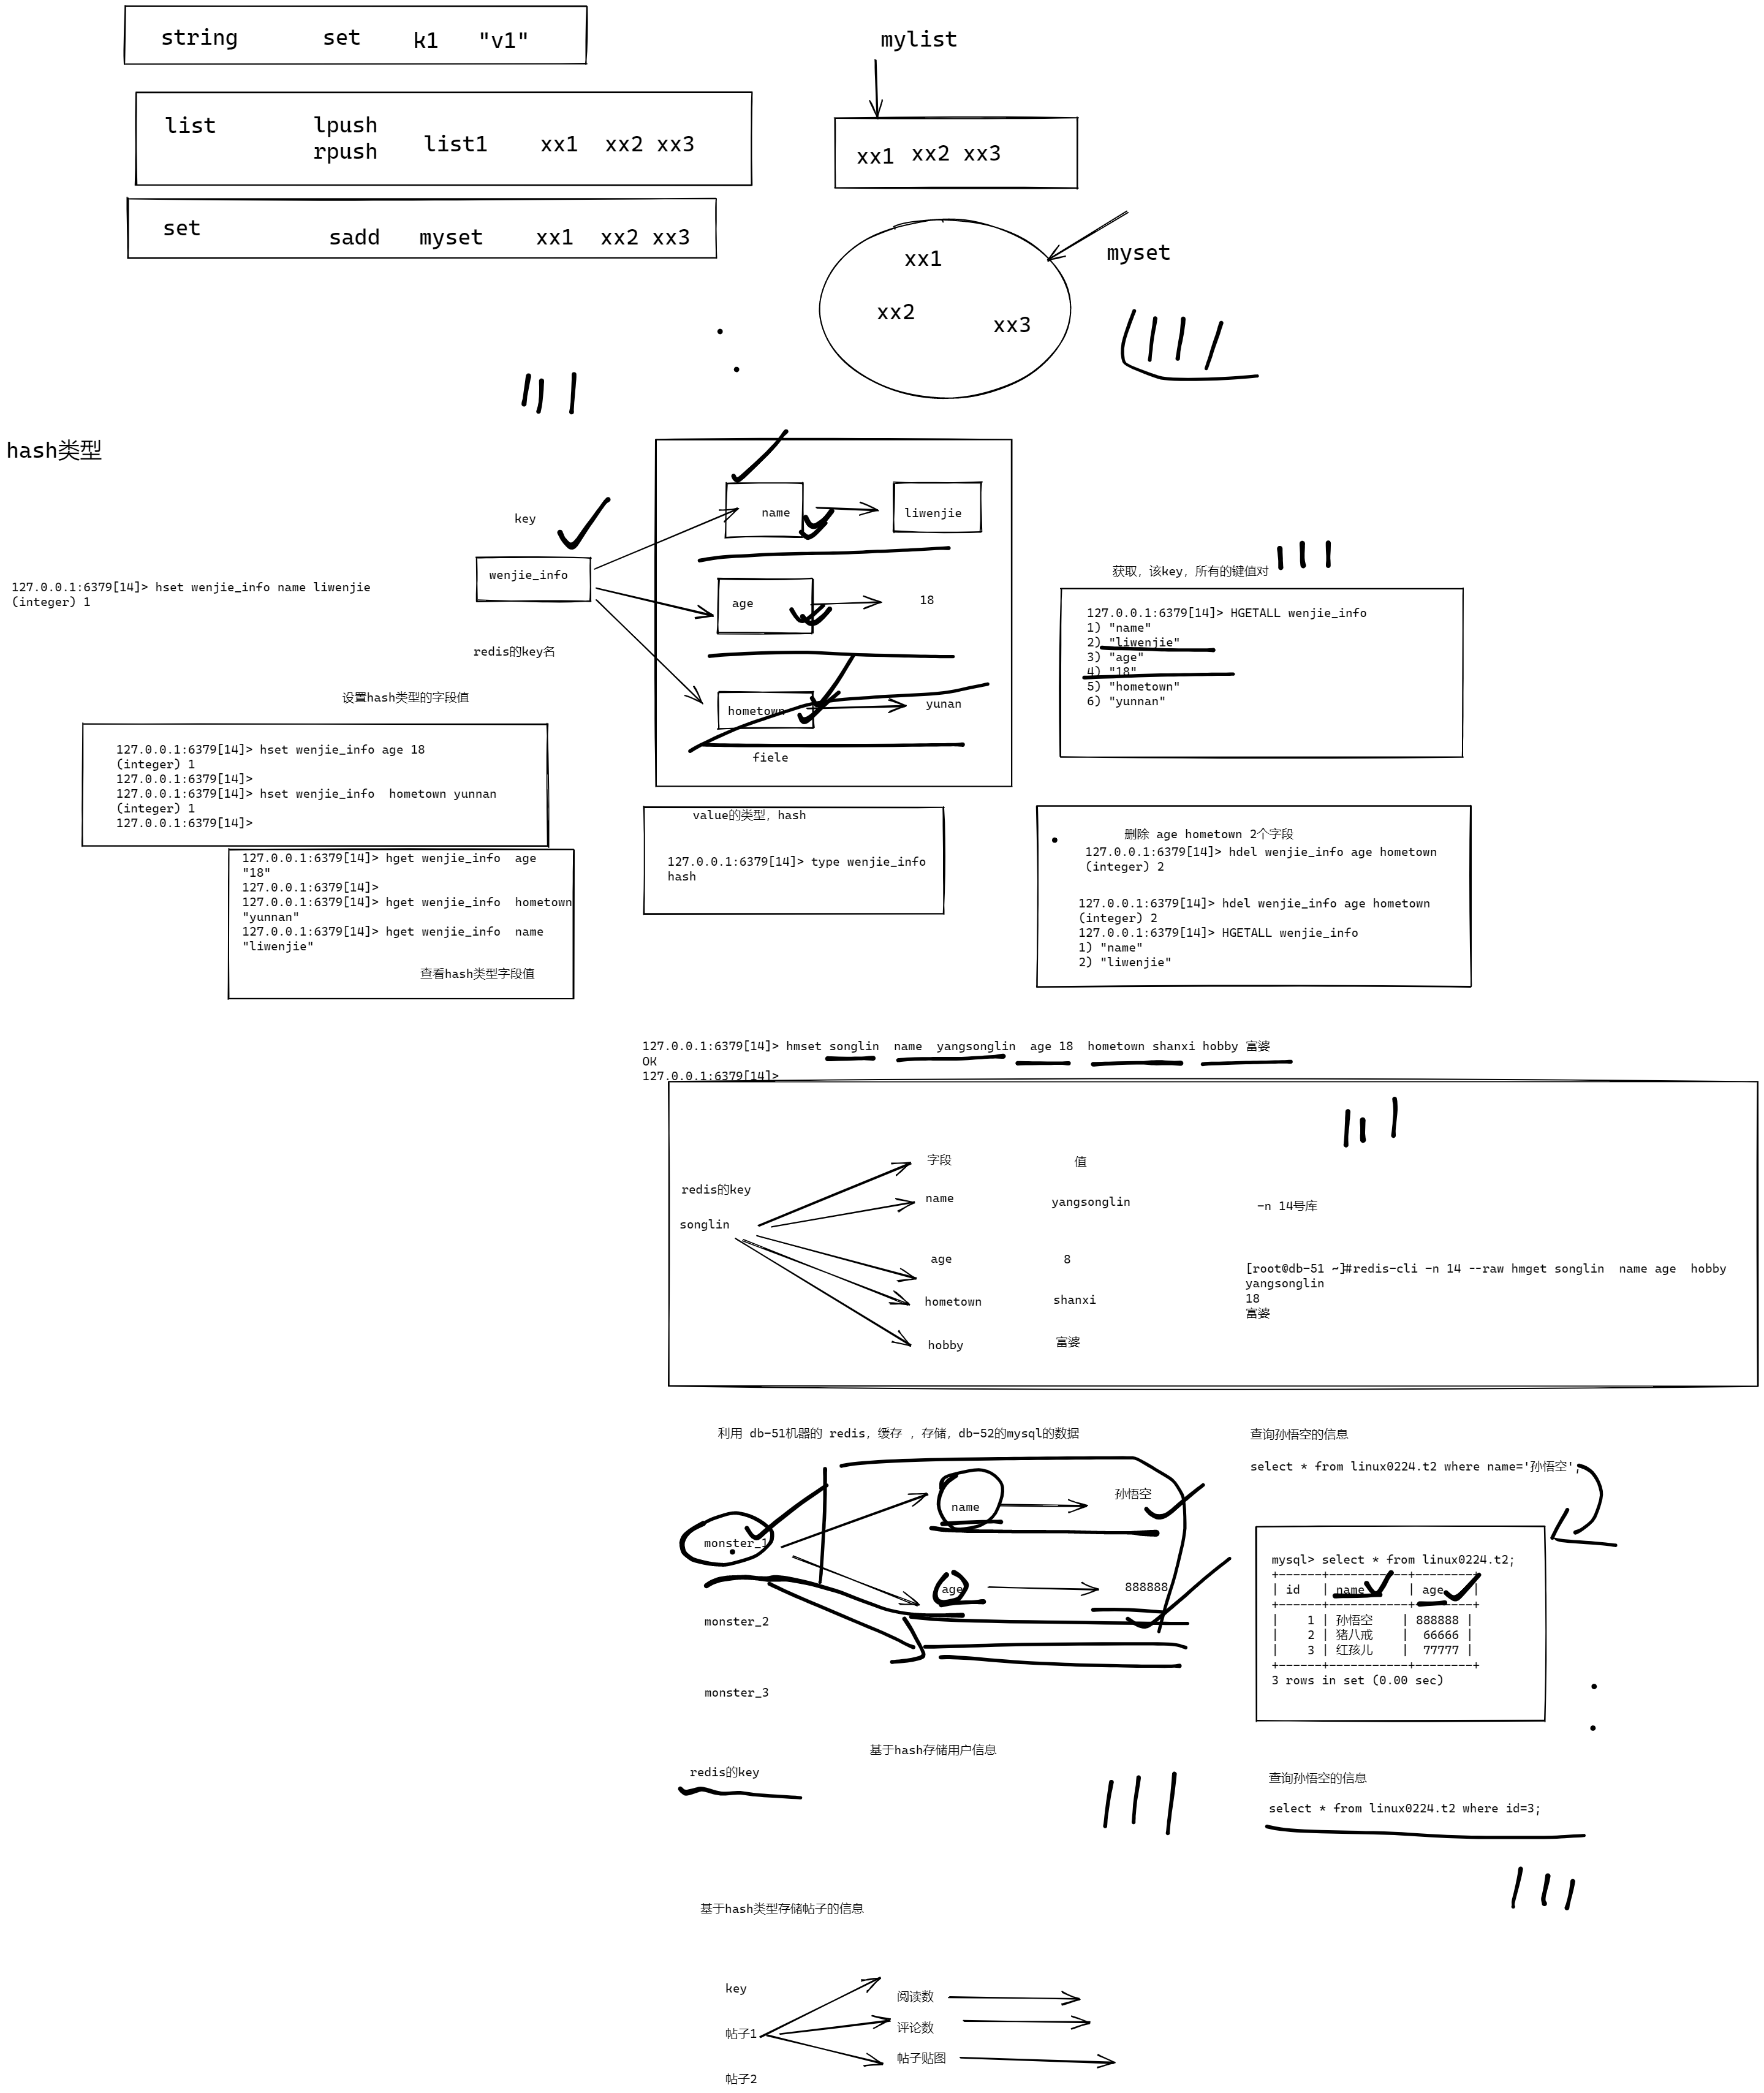 string set k1 "v1"
mylist
list lpush
rpush list1 xx1 xx2 xx3
xx1 xx2 xx3
set sadd myset xx1 xx2 xx3
myset
xx1
xx2
xx3
hash类型
key
wenjie_info
redis的key名
127.0.0.1:6379[14]> hset wenjie_info name liwenjie
(integer) 1
name liwenjie
age 18
hometown yunan
fiele
获取，该key，所有的键值对
127.0.0.1:6379[14]> HGETALL wenjie_info
1) "name"
2) "liwenjie"
3) "age"
4) "18"
5) "hometown"
6) "yunnan"
设置hash类型的字段值
127.0.0.1:6379[14]> hset wenjie_info age 18
(integer) 1
127.0.0.1:6379[14]>
127.0.0.1:6379[14]> hset wenjie_info  hometown yunnan
(integer) 1
127.0.0.1:6379[14]>
127.0.0.1:6379[14]> hget wenjie_info  age
"18"
127.0.0.1:6379[14]>
127.0.0.1:6379[14]> hget wenjie_info  hometown
"yunnan"
127.0.0.1:6379[14]> hget wenjie_info  name
"liwenjie"
查看hash类型字段值
value的类型，hash
127.0.0.1:6379[14]> type wenjie_info
hash
删除 age hometown 2个字段
127.0.0.1:6379[14]> hdel wenjie_info age hometown
(integer) 2
127.0.0.1:6379[14]> hdel wenjie_info age hometown
(integer) 2
127.0.0.1:6379[14]> HGETALL wenjie_info
1) "name"
2) "liwenjie"
127.0.0.1:6379[14]> hmset songlin  name  yangsonglin  age 18  hometown shanxi hobby 富婆
OK
127.0.0.1:6379[14]>
redis的key
songlin
字段 值
name yangsonglin
age 8
hometown shanxi
hobby 富婆
-n 14号库
[root@db-51 ~]#redis-cli -n 14 --raw hmget songlin  name age  hobby
yangsonglin
18
富婆
利用 db-51机器的 redis，缓存 ，存储，db-52的mysql的数据
monster_1
name 孙悟空
age 888888
monster_2
monster_3
基于hash存储用户信息
redis的key
查询孙悟空的信息
select * from linux0224.t2 where name='孙悟空';
mysql> select * from linux0224.t2;
+------+-----------+--------+
| id   | name      | age    |
+------+-----------+--------+
|    1 | 孙悟空    | 888888 |
|    2 | 猪八戒    |  66666 |
|    3 | 红孩儿    |  77777 |
+------+-----------+--------+
3 rows in set (0.00 sec)
查询孙悟空的信息
select * from linux0224.t2 where id=3;
基于hash类型存储帖子的信息
key
帖子1
帖子2
阅读数
评论数
帖子贴图